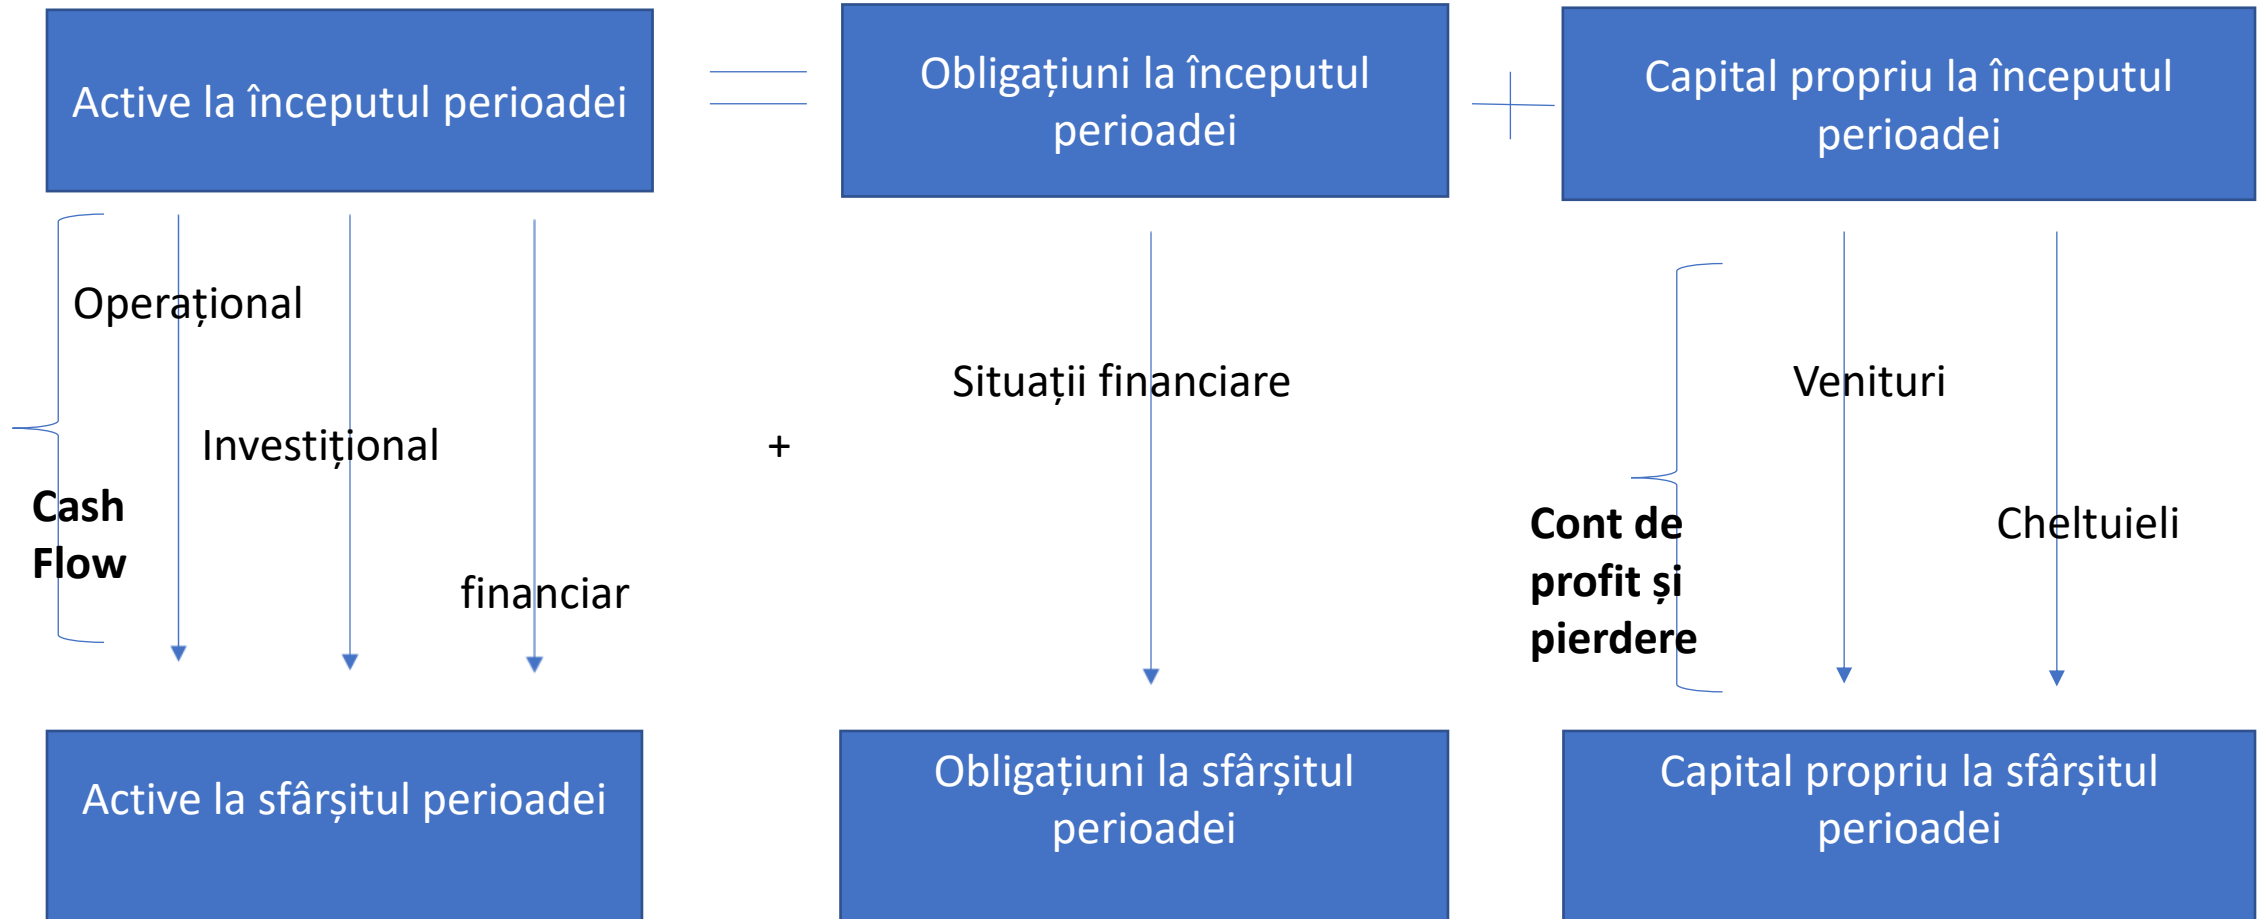 Active la începutul perioadei
Obligațiuni la începutul
perioadei
Capital propriu la începutul
perioadei
Operațional
Investițional
financiar
Cash
Flow
+
Situații financiare
Venituri
Cheltuieli
Cont de
profit și
pierdere
Active la sfârșitul perioadei
Obligațiuni la sfârșitul
perioadei
Capital propriu la sfârșitul
perioadei